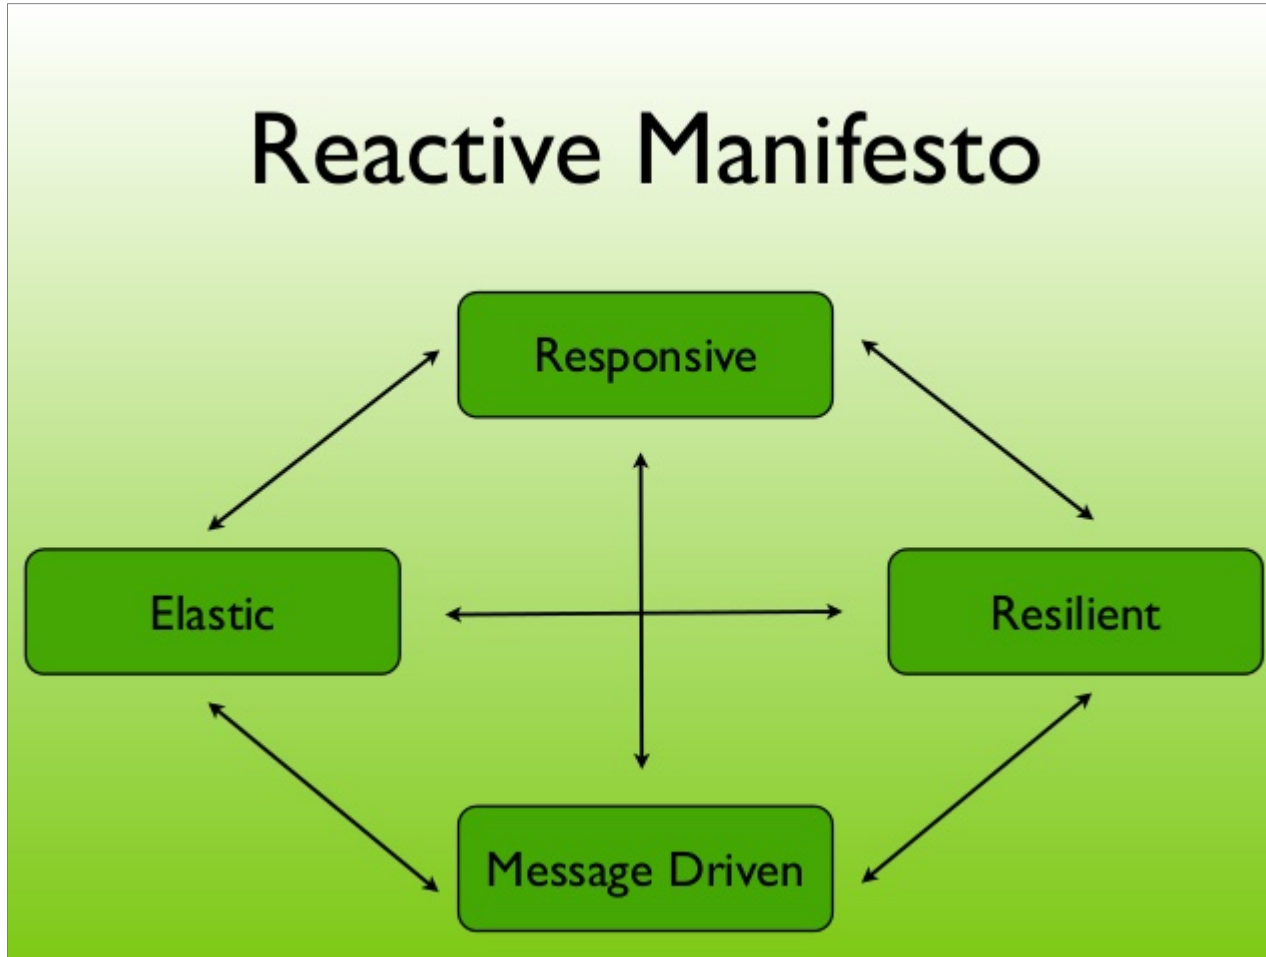 Reactive Manifesto
Responsive
Elastic
Resilient
Message Driven